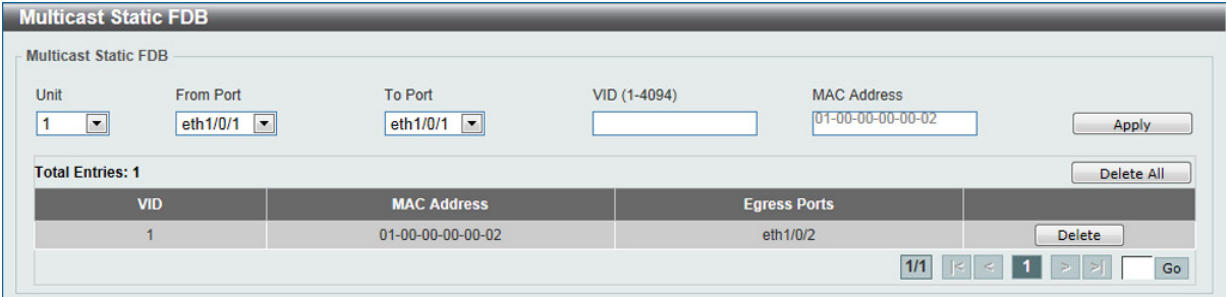 Multicast Static FDB
Multicast Static FDB
Unit From Port To Port VID (1-4094) MAC Address
1 eth1/0/1 eth1/0/1 01-00-00-00-00-02 Apply
Total Entries: 1 Delete All
VID MAC Address Egress Ports
1 01-00-00-00-00-02 eth1/0/2 Delete
1/1 |< < 1 > >| Go